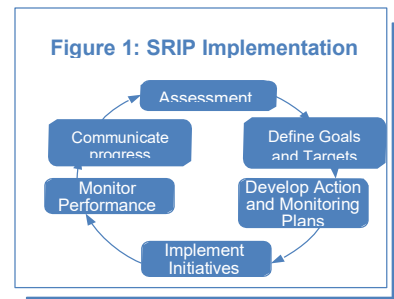 Figure 1: SRIP Implementation
Assessment
Define Goals
and Targets
Develop Action
and Monitoring
Plans
Implement
Initiatives
Monitor
Performance
Communicate
progress